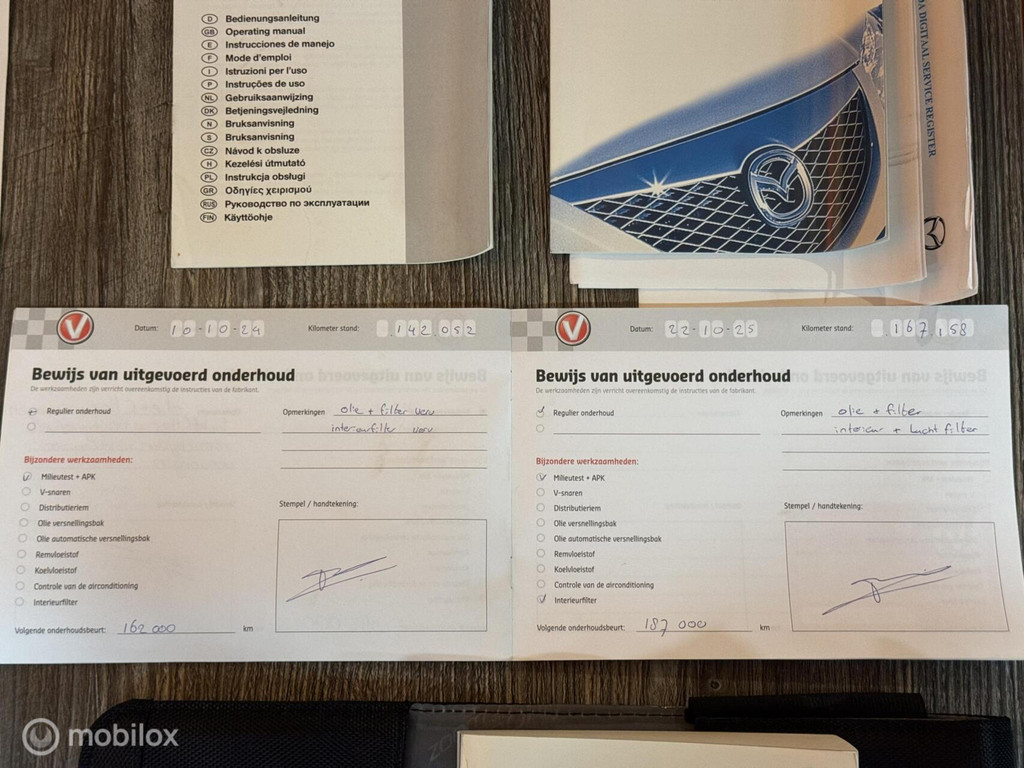 D Bedienungsanleitung
GB Operating manual
E Instrucciones de manejo
F Mode d'emploi
I Istruzioni per l'uso
P Instruções de uso
NL Gebruiksaanwijzing
DK Betjeningsvejledning
N Bruksanvisning
S Bruksanvisning
CZ Návod k obsluze
H Kezelési útmutató
PL Instrukcja obsługi
GR Οδηγίες χειρισμού
RUS Руководство по эксплуатации
FIN Käyttöohje
DIGITAAL SERVICE REGISTER
V Datum: 10-10-24 Kilometer stand: 142.052
Bewijs van uitgevoerd onderhoud
De werkzaamheden zijn verricht overeenkomstig de instructies van de fabrikant.
Regulier onderhoud
Opmerkingen olie + filter verv
interieurfilter verv
Bijzondere werkzaamheden:
Milieutest + APK
V-snaren
Distributieriem
Olie versnellingsbak
Olie automatische versnellingsbak
Remvloeistof
Koelvloeistof
Controle van de airconditioning
Interieurfilter
Stempel / handtekening:
Volgende onderhoudsbeurt: 162 000 km
V Datum: 22-10-25 Kilometer stand: 167.158
Bewijs van uitgevoerd onderhoud
De werkzaamheden zijn verricht overeenkomstig de instructies van de fabrikant.
Regulier onderhoud
Opmerkingen olie + filter
interieur + lucht filter
Bijzondere werkzaamheden:
Milieutest + APK
V-snaren
Distributieriem
Olie versnellingsbak
Olie automatische versnellingsbak
Remvloeistof
Koelvloeistof
Controle van de airconditioning
Interieurfilter
Stempel / handtekening:
Volgende onderhoudsbeurt: 187 000 km
mobilox